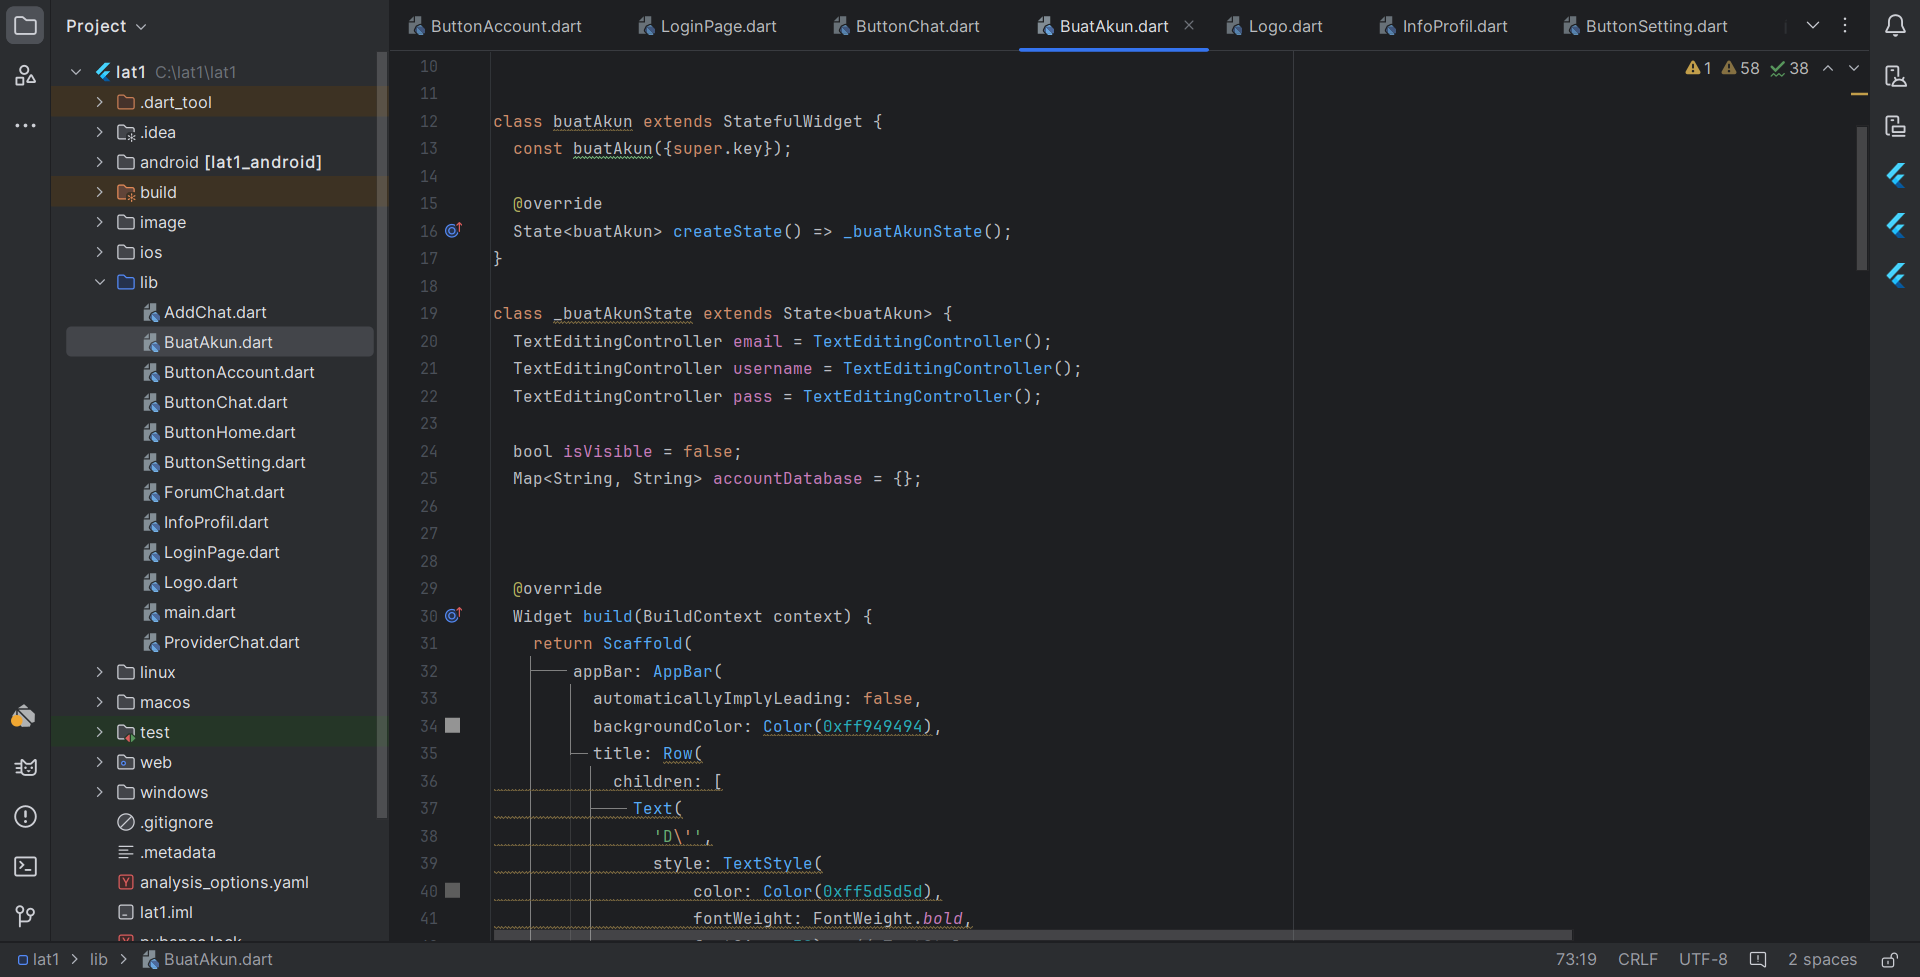 Project
ButtonAccount.dart
LoginPage.dart
ButtonChat.dart
BuatAkun.dart
Logo.dart
InfoProfil.dart
ButtonSetting.dart
lat1 C:\lat1\lat1
.dart_tool
.idea
android [lat1_android]
build
image
ios
lib
AddChat.dart
BuatAkun.dart
ButtonAccount.dart
ButtonChat.dart
ButtonHome.dart
ButtonSetting.dart
ForumChat.dart
InfoProfil.dart
LoginPage.dart
Logo.dart
main.dart
ProviderChat.dart
linux
macos
test
web
windows
.gitignore
.metadata
analysis_options.yaml
lat1.iml
pubspec.lock
1 58 38
10
11
12 class buatAkun extends StatefulWidget {
13 const buatAkun({super.key});
14
15 @override
16 State<buatAkun> createState() => _buatAkunState();
17 }
18
19 class _buatAkunState extends State<buatAkun> {
20 TextEditingController email = TextEditingController();
21 TextEditingController username = TextEditingController();
22 TextEditingController pass = TextEditingController();
23
24 bool isVisible = false;
25 Map<String, String> accountDatabase = {};
26
27
28
29 @override
30 Widget build(BuildContext context) {
31 return Scaffold(
32 appBar: AppBar(
33 automaticallyImplyLeading: false,
34 backgroundColor: Color(0xff949494),
35 title: Row(
36 children: [
37 Text(
38 'D\'',
39 style: TextStyle(
40 color: Color(0xff5d5d5d),
41 fontWeight: FontWeight.bold,
lat1 > lib > BuatAkun.dart
73:19 CRLF UTF-8 2 spaces